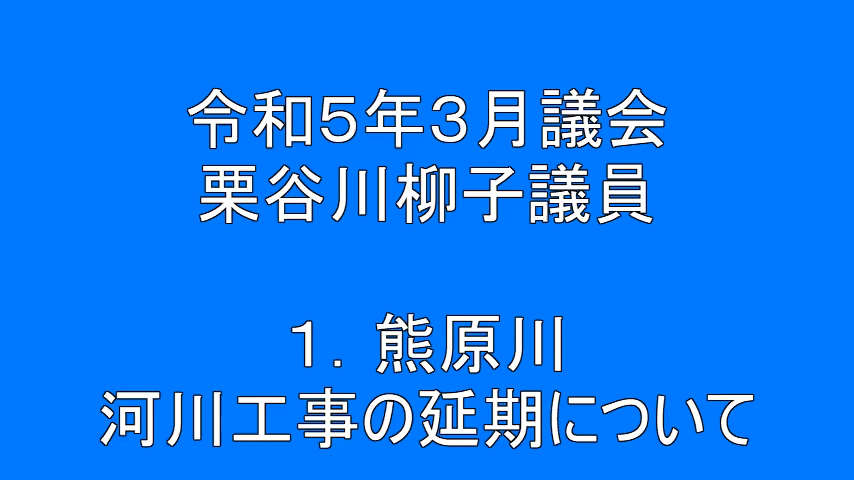 令和５年３月議会
栗谷川柳子議員
１．熊原川
河川工事の延期について